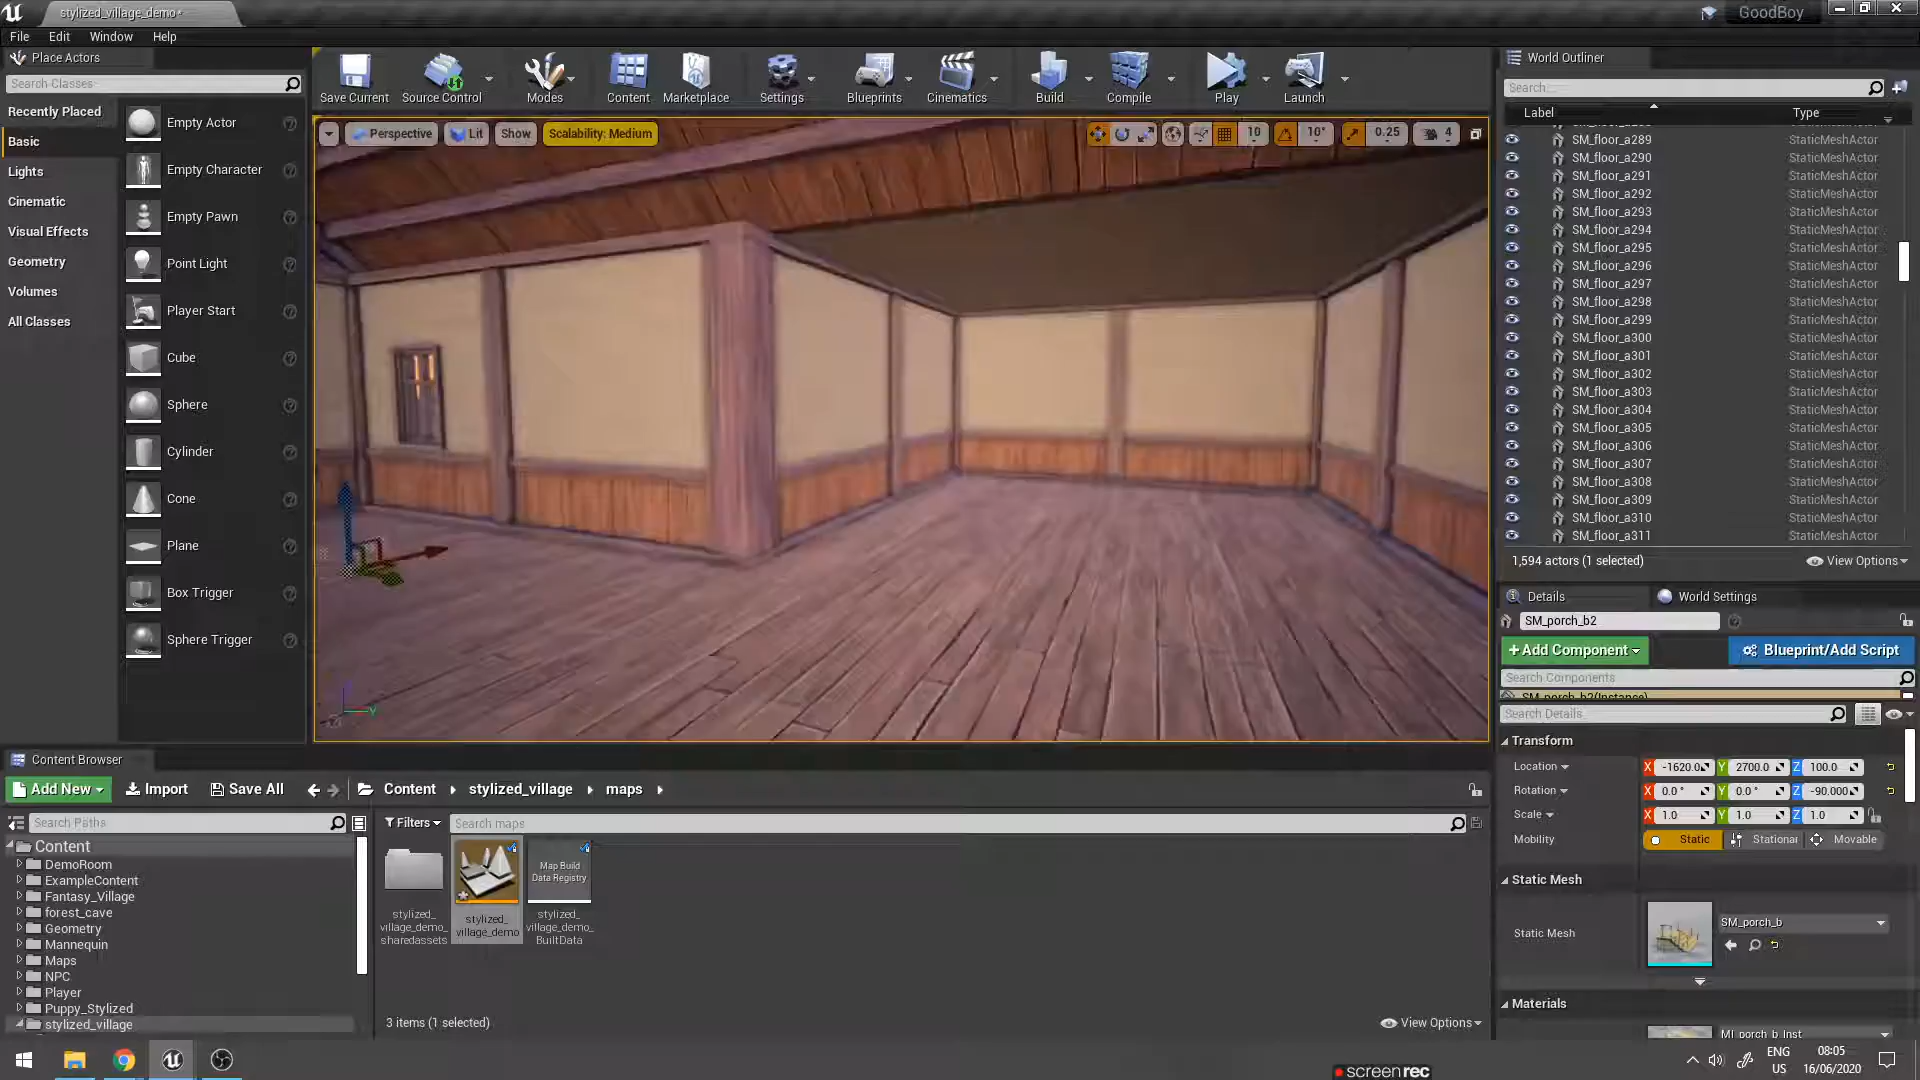 stylized_village_demo*
GoodBoy
File Edit Window Help
Place Actors
Search Classes
Recently Placed
Basic
Lights
Cinematic
Visual Effects
Geometry
Volumes
All Classes
Empty Actor
Empty Character
Empty Pawn
Point Light
Player Start
Cube
Sphere
Cylinder
Cone
Plane
Box Trigger
Sphere Trigger
Save Current Source Control Modes Content Marketplace Settings Blueprints Cinematics Build Compile Play Launch
Perspective Lit Show Scalability: Medium 10 10° 0.25 4
World Outliner
Search...
Label Type
SM_floor_a289 StaticMeshActor
SM_floor_a290 StaticMeshActor
SM_floor_a291 StaticMeshActor
SM_floor_a292 StaticMeshActor
SM_floor_a293 StaticMeshActor
SM_floor_a294 StaticMeshActor
SM_floor_a295 StaticMeshActor
SM_floor_a296 StaticMeshActor
SM_floor_a297 StaticMeshActor
SM_floor_a298 StaticMeshActor
SM_floor_a299 StaticMeshActor
SM_floor_a300 StaticMeshActor
SM_floor_a301 StaticMeshActor
SM_floor_a302 StaticMeshActor
SM_floor_a303 StaticMeshActor
SM_floor_a304 StaticMeshActor
SM_floor_a305 StaticMeshActor
SM_floor_a306 StaticMeshActor
SM_floor_a307 StaticMeshActor
SM_floor_a308 StaticMeshActor
SM_floor_a309 StaticMeshActor
SM_floor_a310 StaticMeshActor
SM_floor_a311 StaticMeshActor
1,594 actors (1 selected) View Options
Details World Settings
SM_porch_b2
+Add Component Blueprint/Add Script
Search Components
SM_porch_b2(Instance)
Search Details
Transform
Location X -1620.0 Y 2700.0 Z 100.0
Rotation X 0.0 ° Y 0.0 ° Z -90.000
Scale X 1.0 Y 1.0 Z 1.0
Mobility Static Stationar Movable
Static Mesh
Static Mesh SM_porch_b
Materials
MI_porch_b_Inst
Content Browser
Add New Import Save All Content stylized_village maps
Search Paths
Filters Search maps
Content
DemoRoom
ExampleContent
Fantasy_Village
forest_cave
Geometry
Mannequin
Maps
NPC
Player
Puppy_Stylized
stylized_village
stylized_
village_demo_
sharedassets
stylized_
village_demo
Map Build
Data Registry
stylized_
village_demo_
BuiltData
3 items (1 selected) View Options
ENG
US
08:05
16/06/2020
screenrec